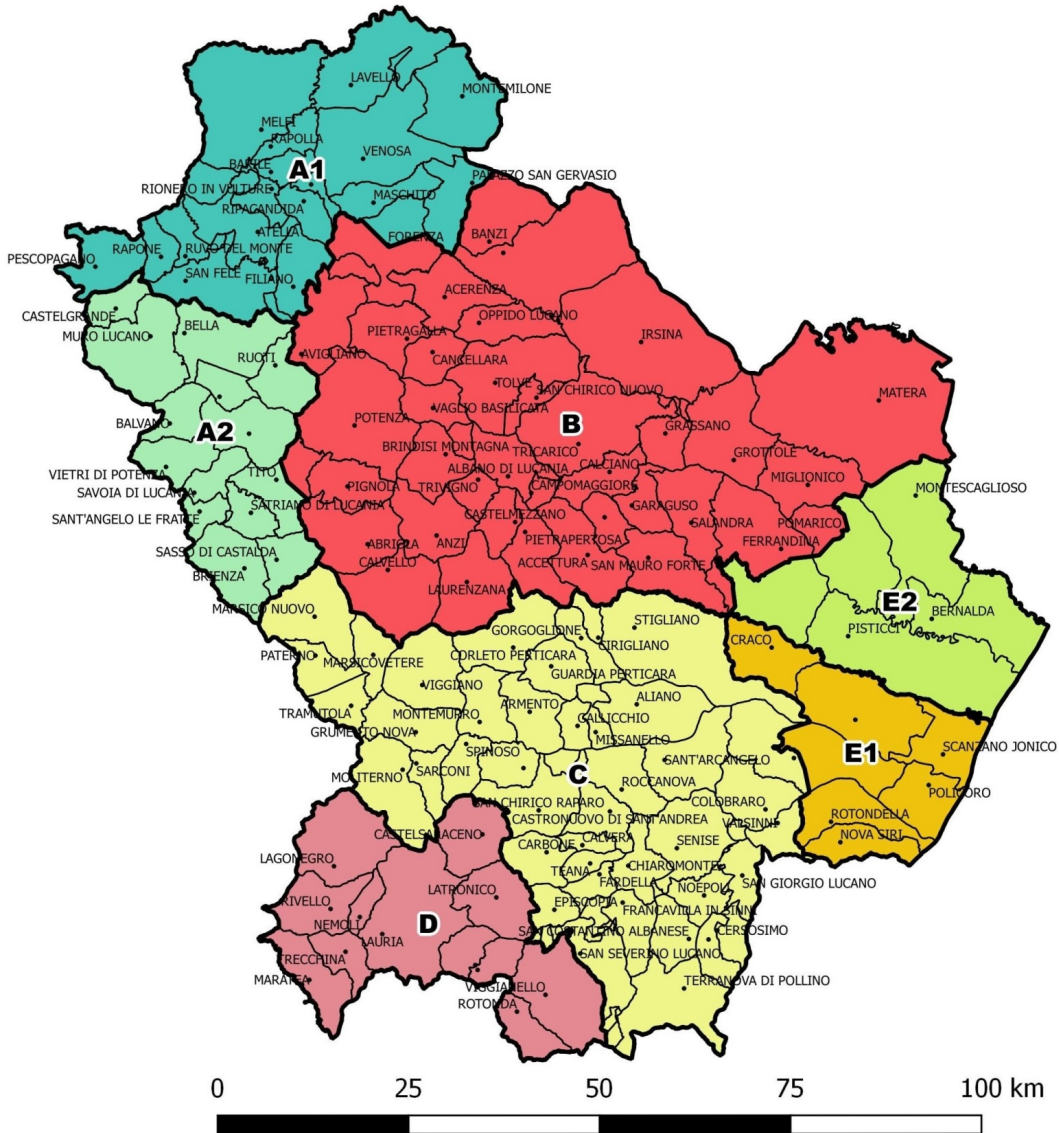 LAVELLO
MONTEMILONE
MELFI
RAPOLLA
VENOSA
BARILE
A1
PALAZZO SAN GERVASIO
RIONERO IN VULTURE
MASCHITO
RIPACANDIDA
ATELLA
FORENZA
BANZI
RAPONE
RUVO DEL MONTE
PESCOPAGANO
SAN FELE
FILIANO
ACERENZA
CASTELGRANDE
OPPIDO LUCANO
MURO LUCANO
BELLA
PIETRAGALLA
IRSINA
AVIGLIANO
CANCELLARA
RUOTI
TOLVE
SAN CHIRICO NUOVO
MATERA
VAGLIO BASILICATA
POTENZA
BALVANO
A2
B
GRASSANO
BRINDISI MONTAGNA
TRICARICO
GROTTOLE
ALBANO DI LUCANIA
CALCIANO
VIETRI DI POTENZA
TITO
MIGLIONICO
PIGNOLA
TRIVIGNO
CAMPOMAGGIORE
SAVOIA DI LUCANIA
MONTESCAGLIOSO
SATRIANO DI LUCANIA
GARAGUSO
SANT'ANGELO LE FRATTE
CASTELMEZZANO
SALANDRA
POMARICO
ABRIOLA
ANZI
PIETRAPERTOSA
FERRANDINA
SASSO DI CASTALDA
CALVELLO
ACCETTURA
SAN MAURO FORTE
BRIENZA
LAURENZANA
E2
MARSICO NUOVO
BERNALDA
STIGLIANO
GORGOGLIONE
CIRIGLIANO
PISTICCI
CRACO
PATERNO
MARSICOVETERE
CORLETO PERTICARA
GUARDIA PERTICARA
VIGGIANO
ALIANO
TRAMUTOLA
MONTEMURRO
ARMENTO
GRUMENTO NOVA
GALLICCHIO
MISSANELLO
SPINOSO
SCANZANO JONICO
E1
SANT'ARCANGELO
MOLITERNO
SARCONI
C
ROCCANOVA
POLICORO
SAN CHIRICO RAPARO
COLOBRARO
CASTRONUOVO DI SANT'ANDREA
VALSINNI
ROTONDELLA
CASTELSARACENO
CARBONE
CALVERA
SENISE
NOVA SIRI
LAGONEGRO
TEANA
CHIAROMONTE
FARDELLA
NOEPOLI
SAN GIORGIO LUCANO
LATRONICO
RIVELLO
EPISCOPIA
FRANCAVILLA IN SINNI
NEMOLI
D
SAN COSTANTINO ALBANESE
CERSOSIMO
LAURIA
TRECCHINA
SAN SEVERINO LUCANO
MARATEA
VIGGIANELLO
TERRANOVA DI POLLINO
ROTONDA
0 25 50 75 100 km